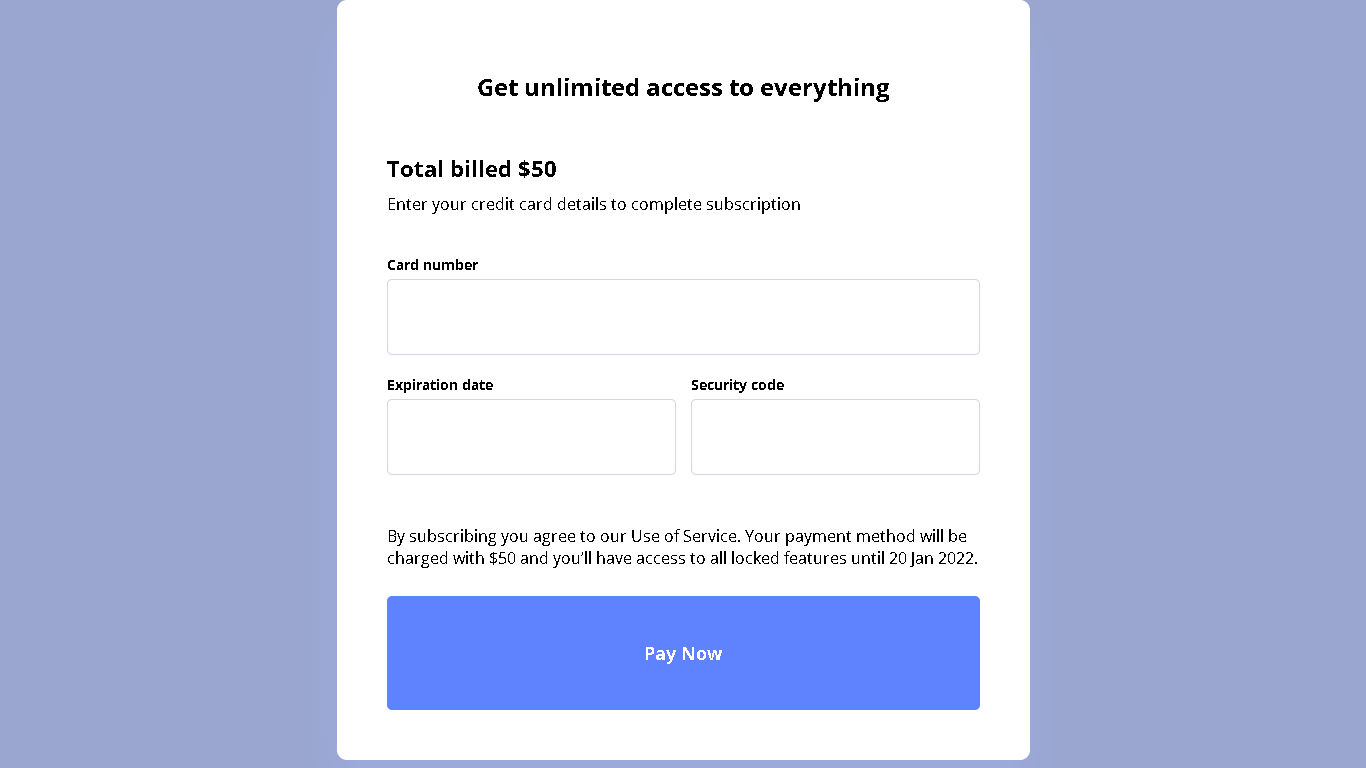 Get unlimited access to everything
Total billed $50
Enter your credit card details to complete subscription
Card number
Expiration date
Security code
By subscribing you agree to our Use of Service. Your payment method will be
charged with $50 and you’ll have access to all locked features until 20 Jan 2022.
Pay Now